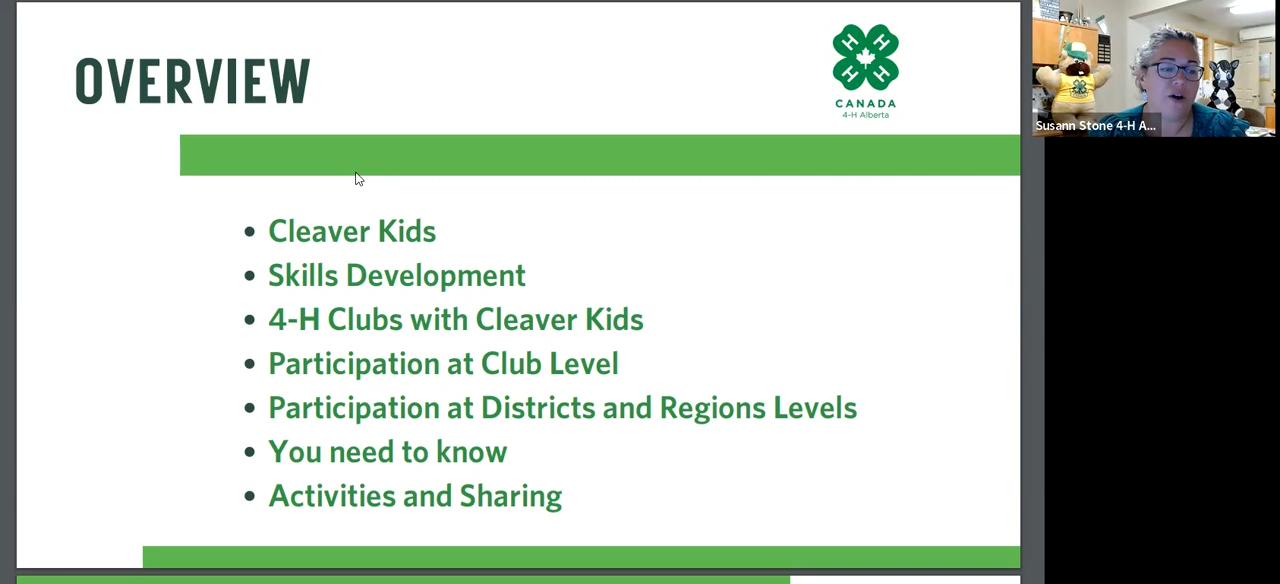 OVERVIEW
H H H H
CANADA
4-H Alberta
Susann Stone 4-H A...
• Cleaver Kids
• Skills Development
• 4-H Clubs with Cleaver Kids
• Participation at Club Level
• Participation at Districts and Regions Levels
• You need to know
• Activities and Sharing